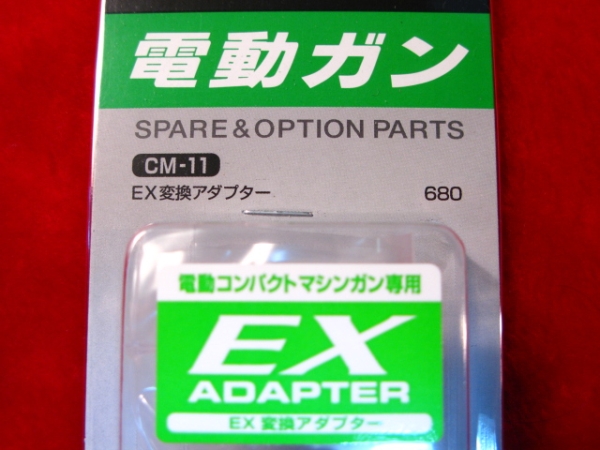 電動ガン
SPARE & OPTION PARTS
CM-11
EX変換アダプター 680
電動コンパクトマシンガン専用
EX
ADAPTER
EX 変換アダプター